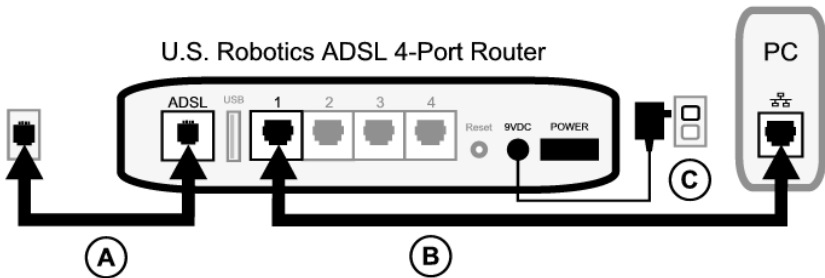 U.S. Robotics ADSL 4-Port Router
PC
ADSL USB 1 2 3 4
Reset 9VDC POWER
C
A
B